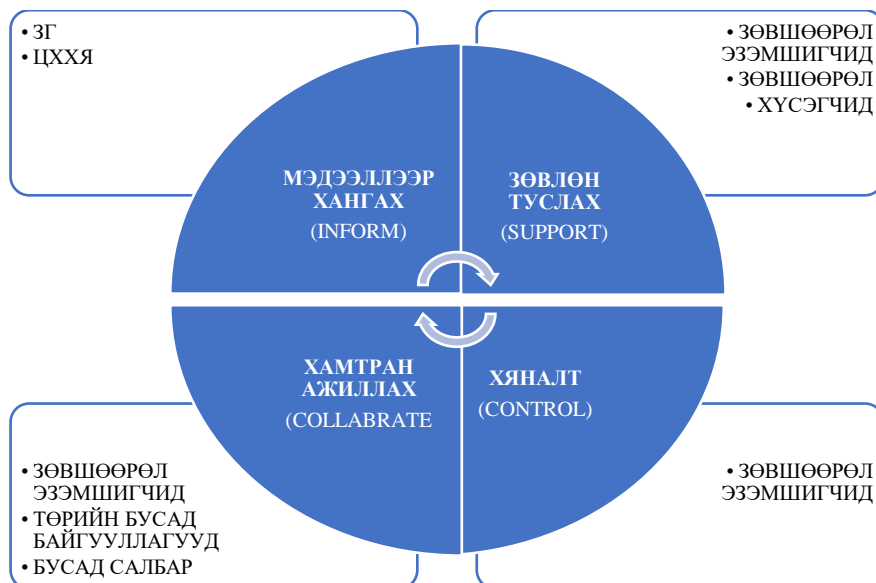 • ЗГ
• ЦХХЯ
• ЗӨВШӨӨРӨЛ
ЭЗЭМШИГЧИД
• ЗӨВШӨӨРӨЛ
• ХҮСЭГЧИД
МЭДЭЭЛЛЭЭР
ХАНГАХ
(INFORM)
ЗӨВЛӨН
ТУСЛАХ
(SUPPORT)
ХАМТРАН
АЖИЛЛАХ
(COLLABRATE
ХЯНАЛТ
(CONTROL)
• ЗӨВШӨӨРӨЛ
ЭЗЭМШИГЧИД
• ТӨРИЙН БУСАД
БАЙГУУЛЛАГУУД
• БУСАД САЛБАР
• ЗӨВШӨӨРӨЛ
ЭЗЭМШИГЧИД